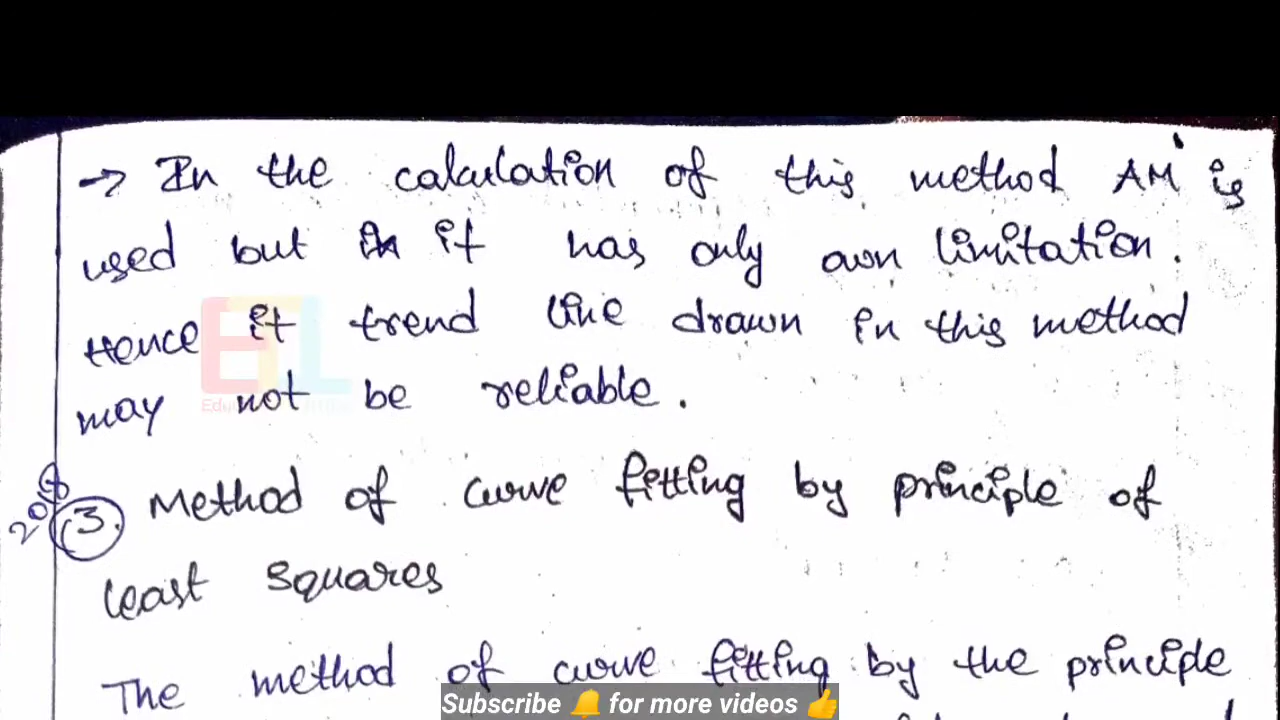 → In the calculation of this method AM is
used but it has only own limitation.
Hence it trend line drawn in this method
may not be reliable.
(3). Method of curve fitting by principle of
least squares
The method of curve fitting by the principle
Subscribe 🔔 for more videos 👍